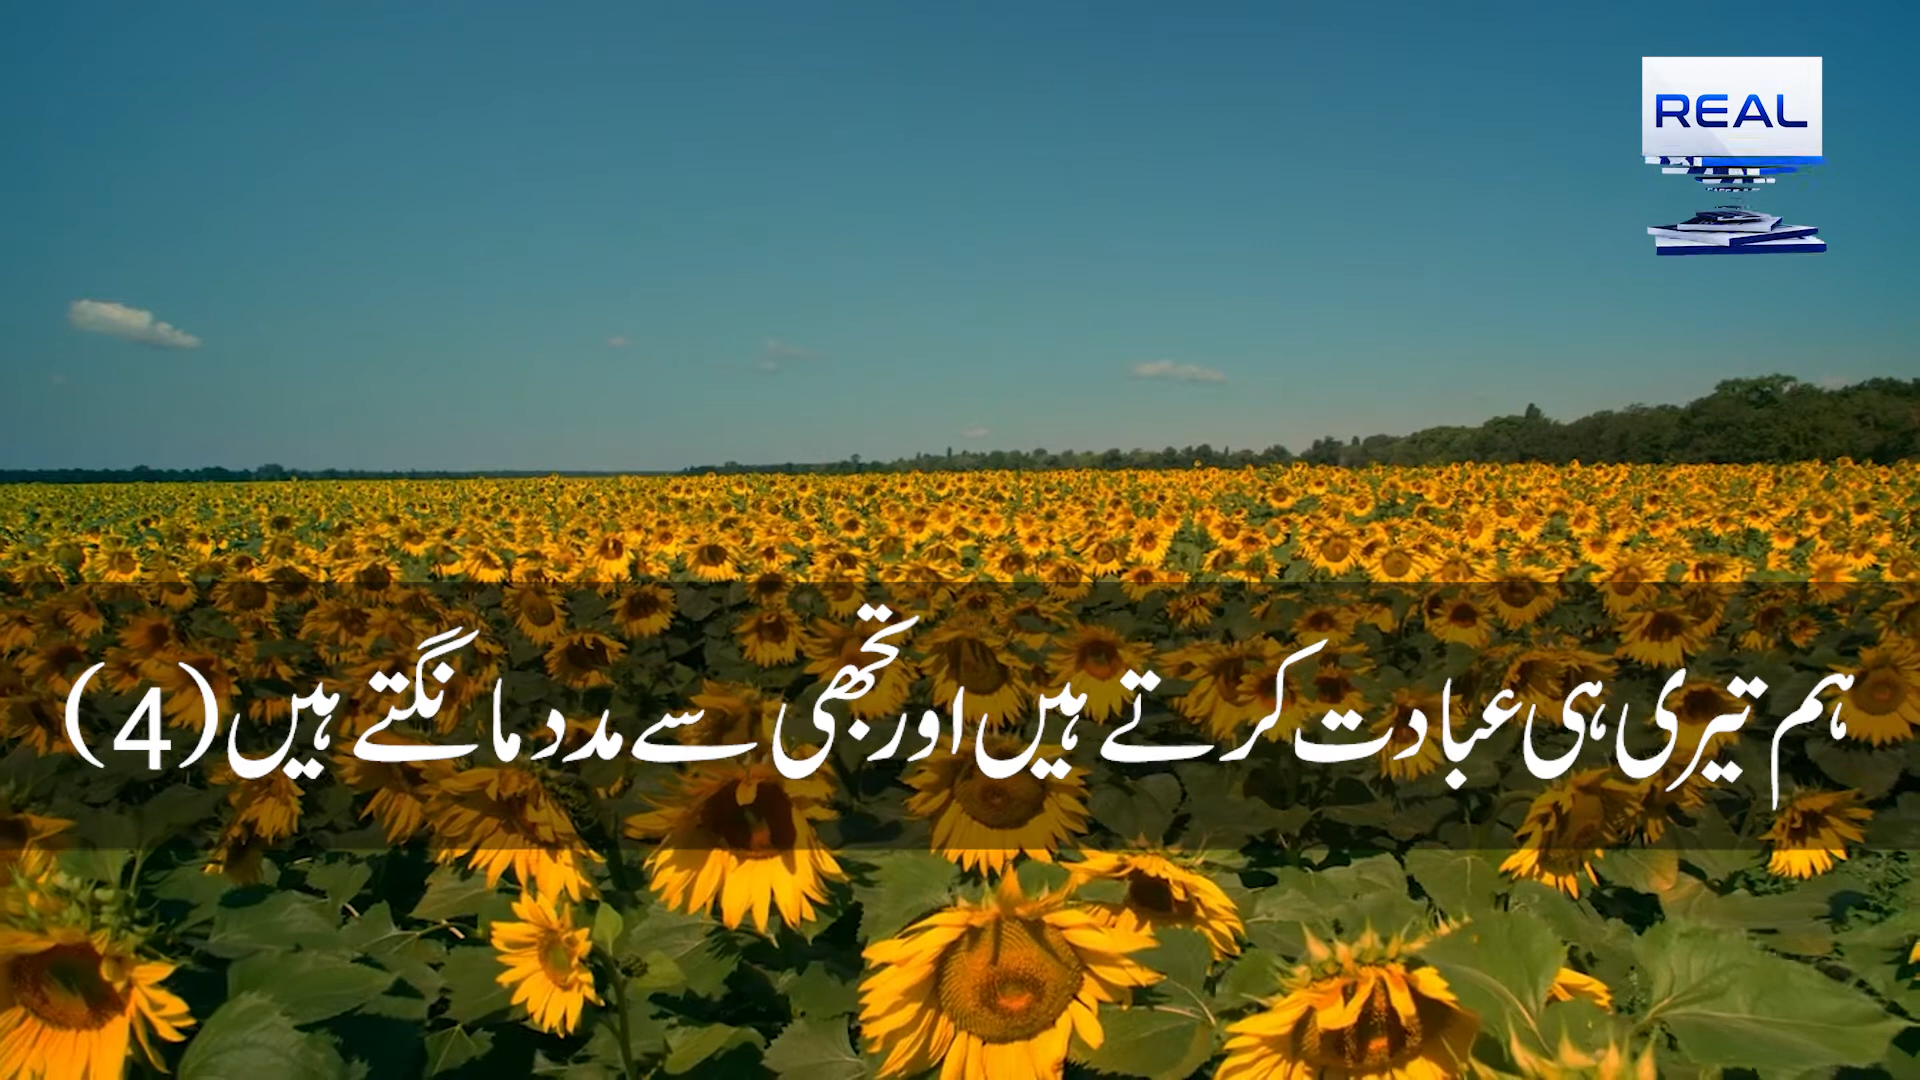 REAL
ہم تیری ہی عبادت کرتے ہیں اور تجھی سے مدد مانگتے ہیں (4)